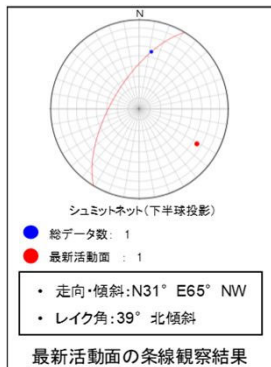 N
シュミットネット(下半球投影)
総データ数: 1
最新活動面 : 1
・ 走向・傾斜:N31° E65° NW
・ レイク角:39° 北傾斜
最新活動面の条線観察結果